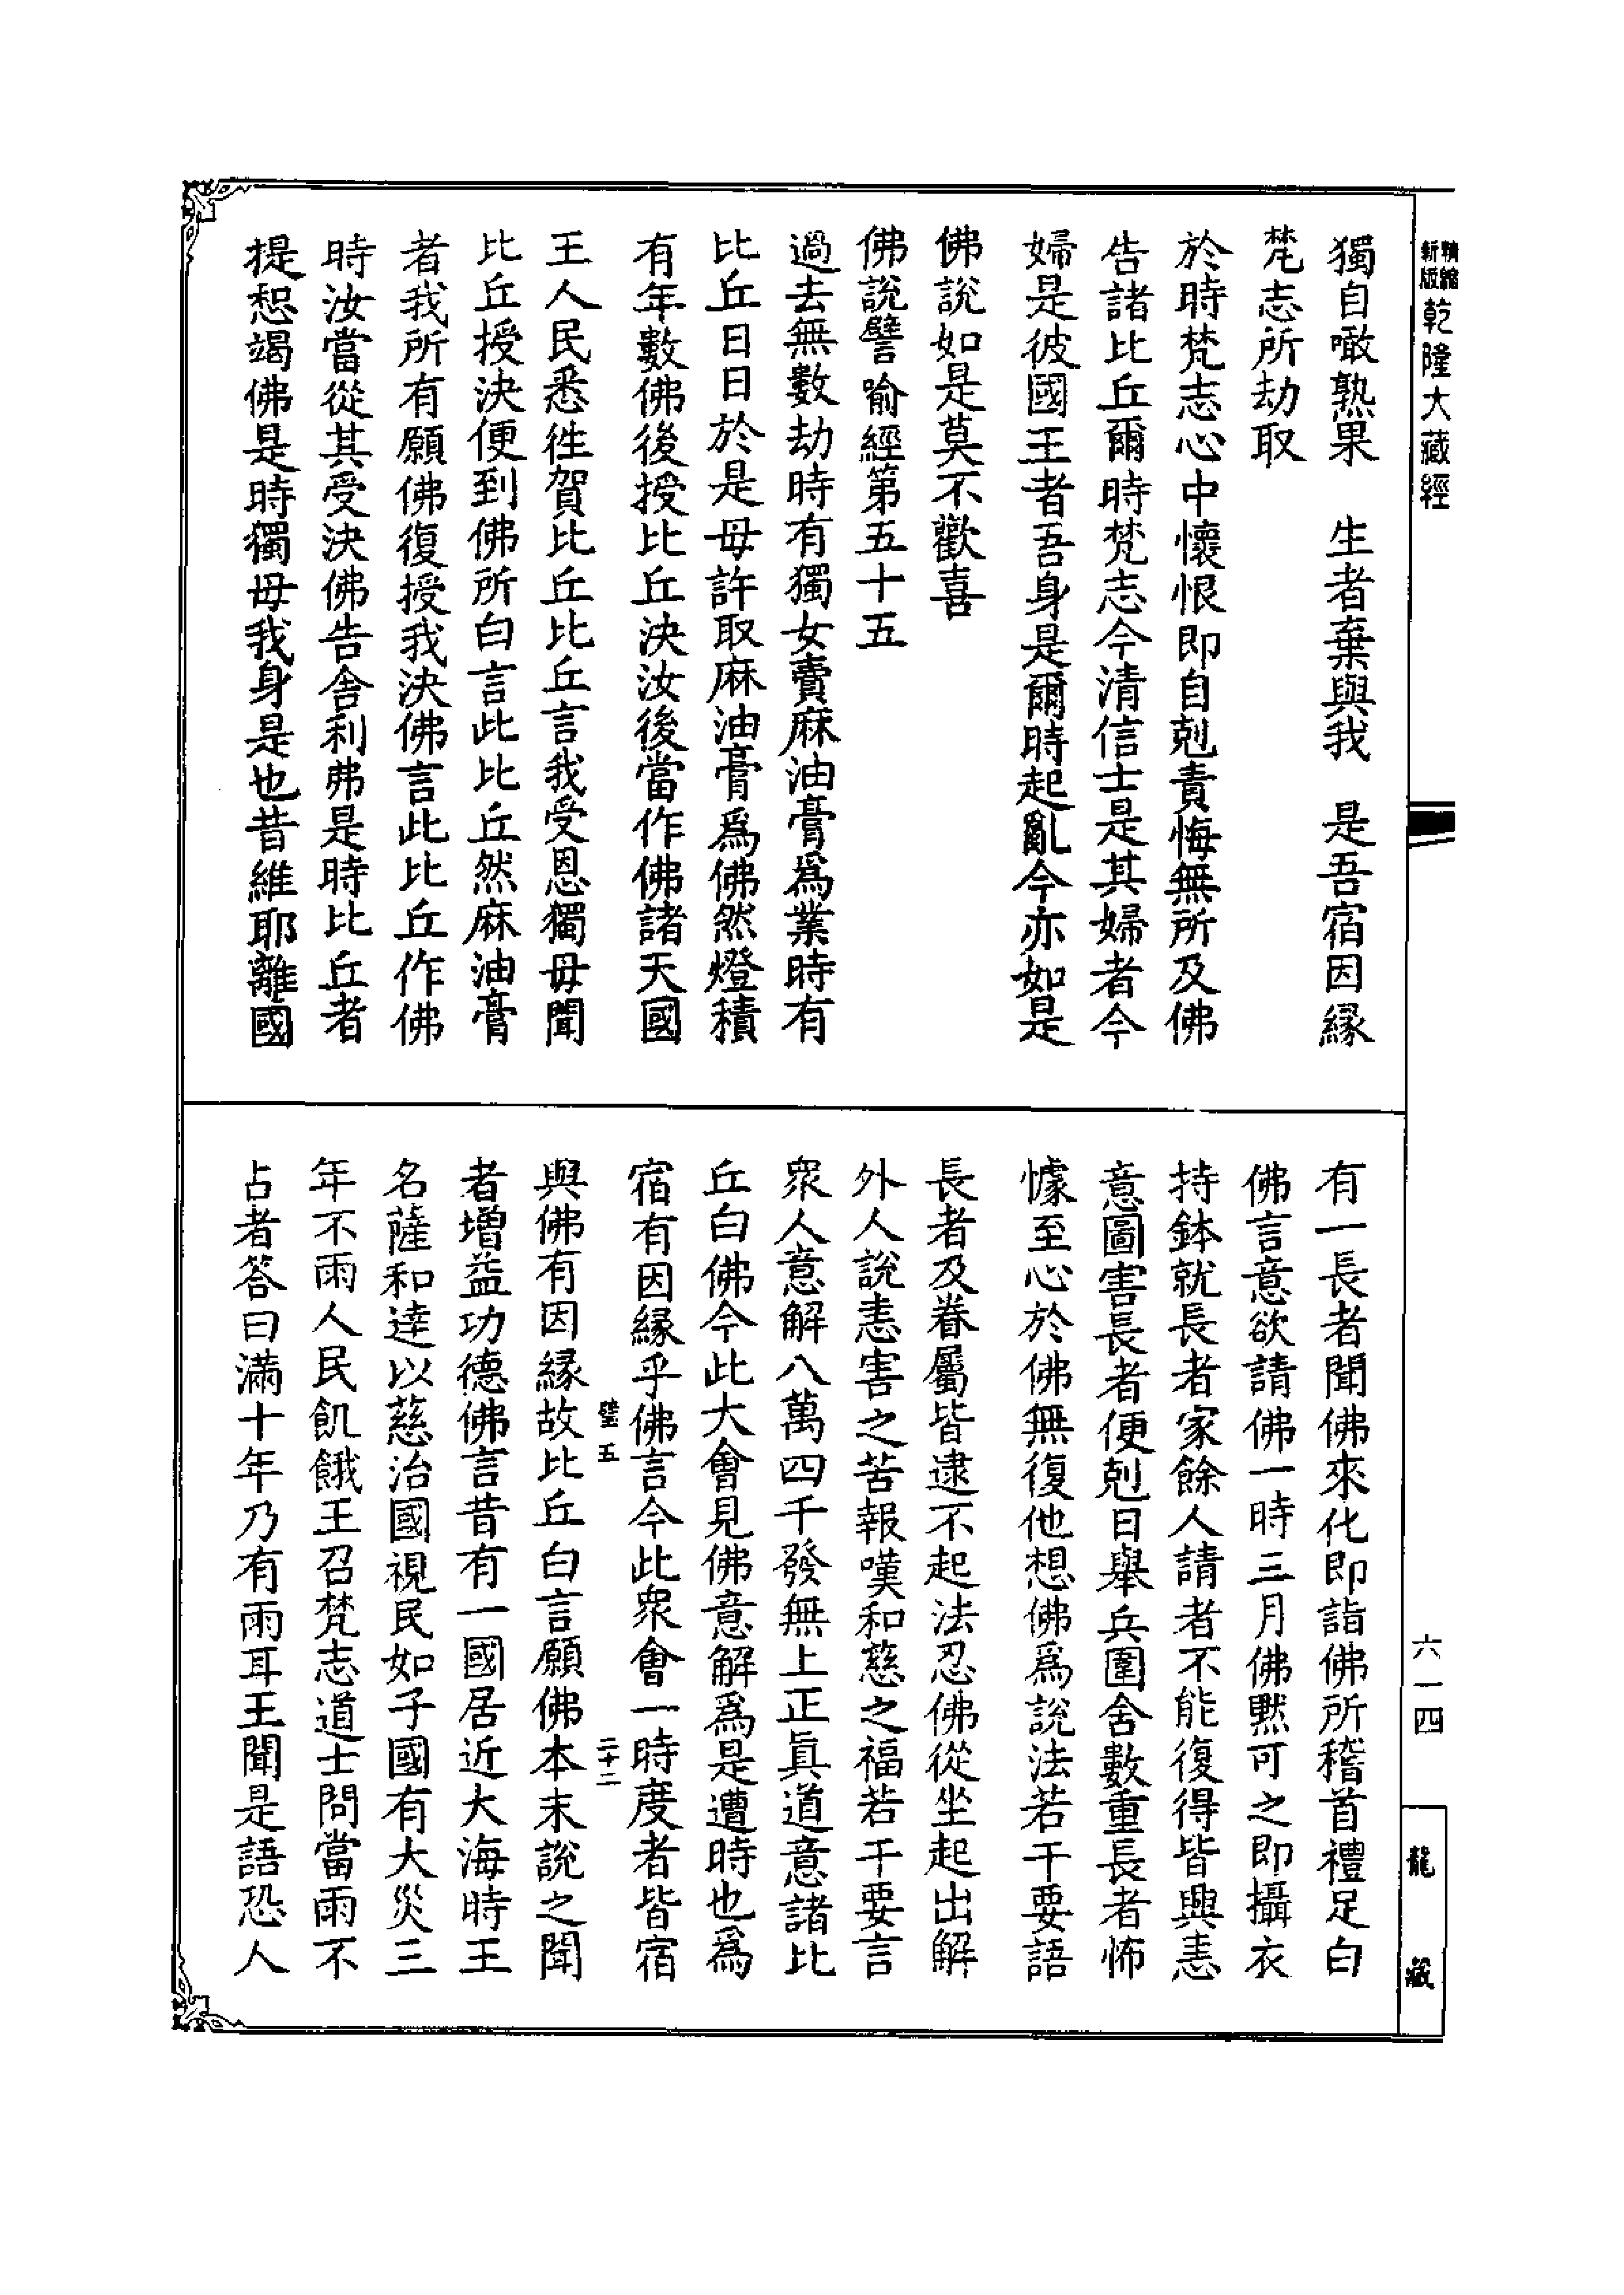 新版精縮乾隆大藏經
獨自噉熟果　生者棄與我　是吾宿因緣
梵志所劫取
於時梵志心中懷恨即自剋責悔無所及佛
告諸比丘爾時梵志今清信士是其婦者今
婦是彼國王者吾身是爾時起亂今亦如是
佛說如是莫不歡喜
佛說譬喻經第五十五
過去無數劫時有獨女賣麻油膏爲業時有
比丘日日於是毋許取麻油膏爲佛然燈積
有年數佛後授比丘決汝後當作佛諸天國
王人民悉徃賀比丘比丘言我受恩獨毋聞
比丘授決便到佛所白言此比丘然麻油膏
者我所有願佛復授我決佛言此比丘作佛
時汝當從其受決佛告舍利弗是時比丘者
提惒竭佛是時獨毋我身是也昔維耶離國
有一長者聞佛來化即詣佛所稽首禮足白
佛言意欲請佛一時三月佛默可之即攝衣
持鉢就長者家餘人請者不能復得皆興恚
意圖害長者便剋日舉兵圍舍數重長者怖
懅至心於佛無復他想佛爲說法若干要語
長者及眷屬皆逮不起法忍佛從坐起出解
外人說恚害之苦報嘆和慈之福若干要言
衆人意解八萬四千發無上正眞道意諸比
丘白佛今此大會見佛意解爲是遭時也爲
宿有因緣乎佛言今此衆會一時度者皆宿
璧五　二十二
與佛有因緣故比丘白言願佛本末說之聞
者增益功德佛言昔有一國居近大海時王
名薩和達以慈治國視民如子國有大災三
年不雨人民飢餓王召梵志道士問當雨不
占者答曰滿十年乃有雨耳王聞是語恐人
六一四
龍藏